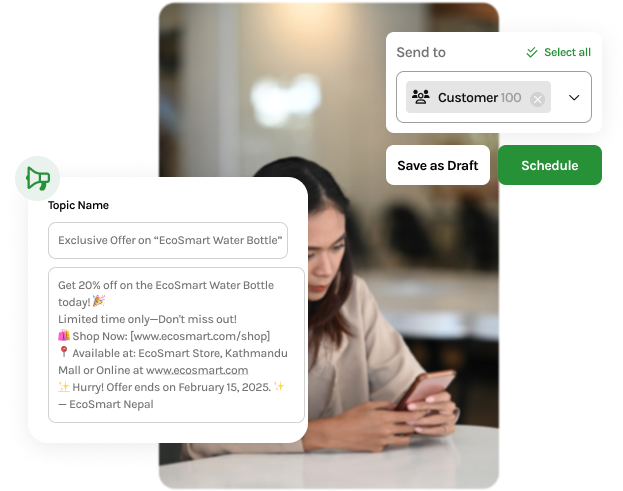 Send to
Select all
Customer 100
Save as Draft
Schedule
Topic Name
Exclusive Offer on “EcoSmart Water Bottle”
Get 20% off on the EcoSmart Water Bottle
today!🎉
Limited time only—Don't miss out!
🛍️ Shop Now: [www.ecosmart.com/shop]
📍 Available at: EcoSmart Store, Kathmandu
Mall or Online at www.ecosmart.com
✨ Hurry! Offer ends on February 15, 2025. ✨
— EcoSmart Nepal